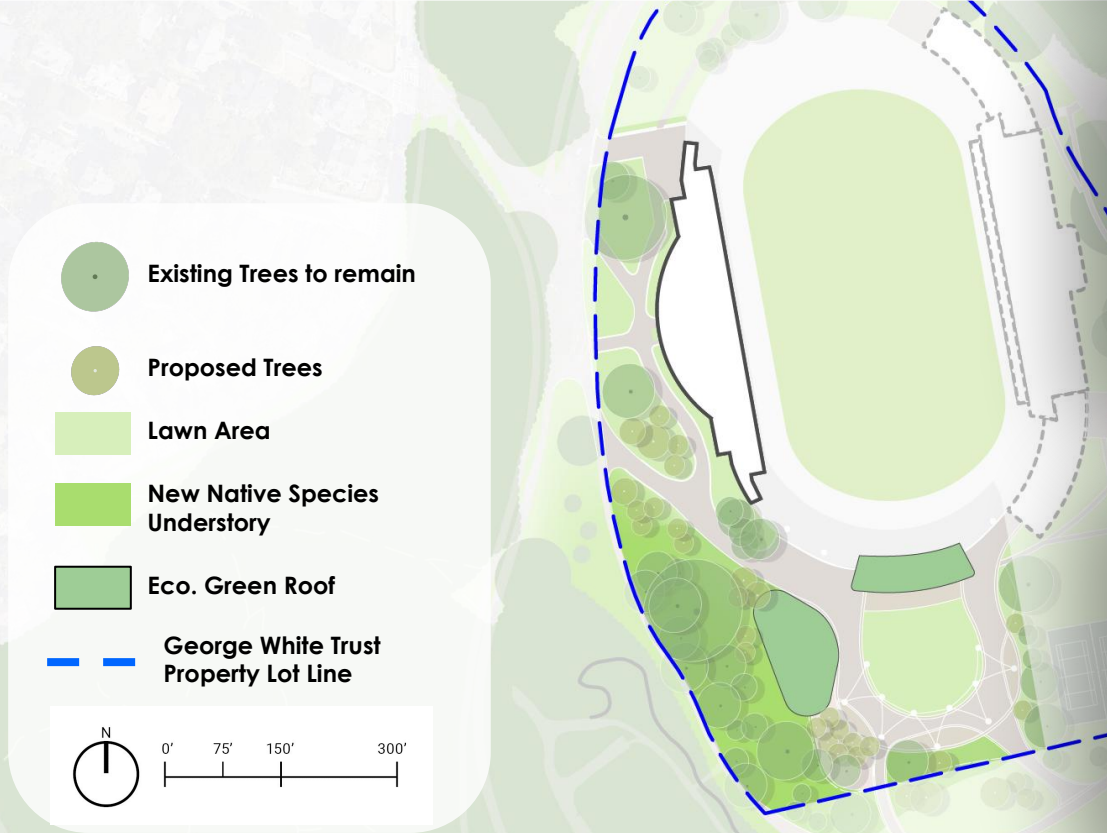 Existing Trees to remain
Proposed Trees
Lawn Area
New Native Species
Understory
Eco. Green Roof
George White Trust
Property Lot Line
N
0’ 75’ 150’ 300’